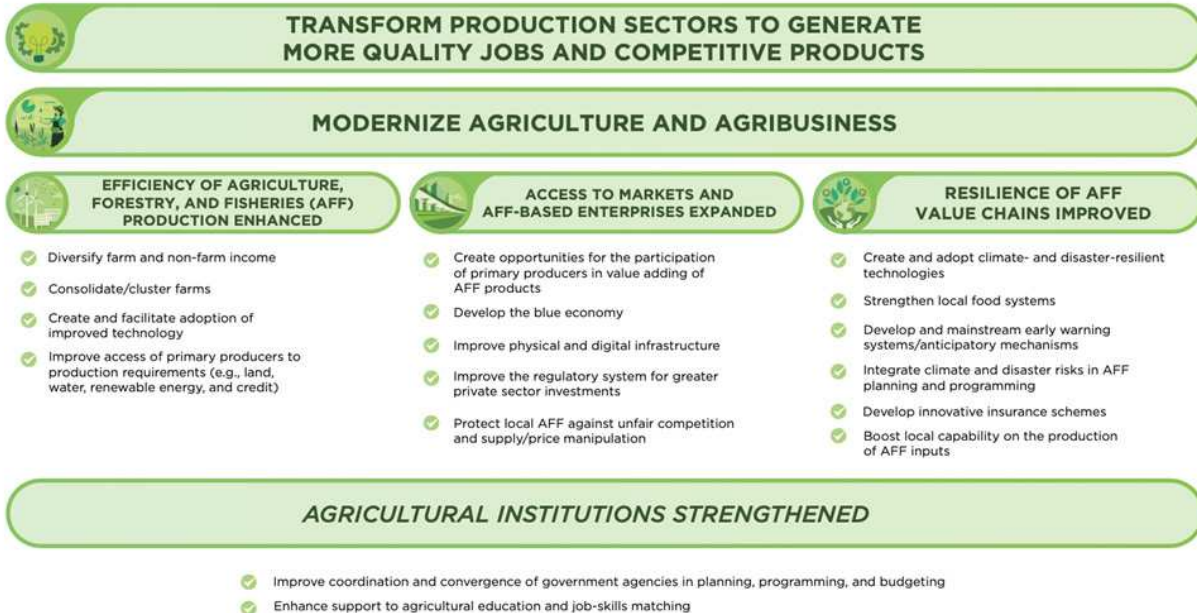 TRANSFORM PRODUCTION SECTORS TO GENERATE
MORE QUALITY JOBS AND COMPETITIVE PRODUCTS
MODERNIZE AGRICULTURE AND AGRIBUSINESS
EFFICIENCY OF AGRICULTURE,
FORESTRY, AND FISHERIES (AFF)
PRODUCTION ENHANCED
Diversify farm and non-farm income
Consolidate/cluster farms
Create and facilitate adoption of
improved technology
Improve access of primary producers to
production requirements (e.g., land,
water, renewable energy, and credit)
ACCESS TO MARKETS AND
AFF-BASED ENTERPRISES EXPANDED
Create opportunities for the participation
of primary producers in value adding of
AFF products
Develop the blue economy
Improve physical and digital infrastructure
Improve the regulatory system for greater
private sector investments
Protect local AFF against unfair competition
and supply/price manipulation
RESILIENCE OF AFF
VALUE CHAINS IMPROVED
Create and adopt climate- and disaster-resilient
technologies
Strengthen local food systems
Develop and mainstream early warning
systems/anticipatory mechanisms
Integrate climate and disaster risks in AFF
planning and programming
Develop innovative insurance schemes
Boost local capability on the production
of AFF inputs
AGRICULTURAL INSTITUTIONS STRENGTHENED
Improve coordination and convergence of government agencies in planning, programming, and budgeting
Enhance support to agricultural education and job-skills matching